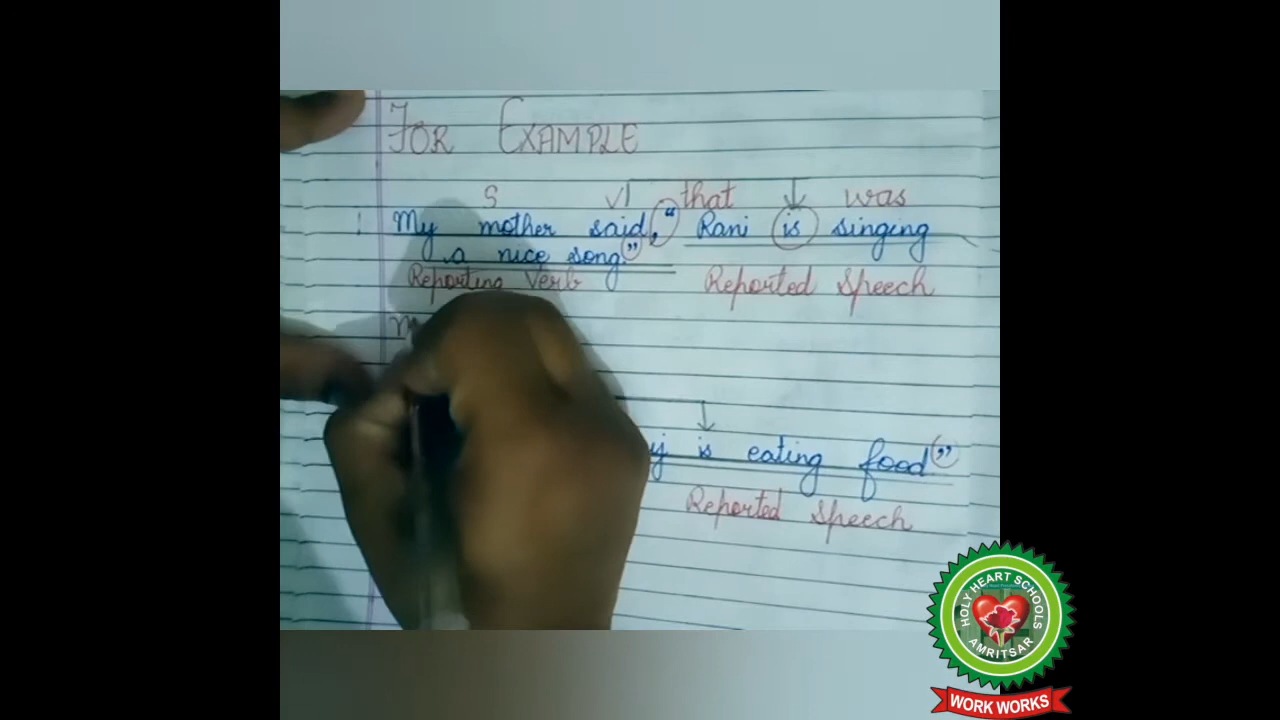 FOR EXAMPLE
S √ that was
1. My mother said, “ Rani is singing
a nice song.”
Reporting Verb Reported Speech
M
is eating food”
Reported Speech
HOLY HEART SCHOOLS
AMRITSAR
WORK WORKS